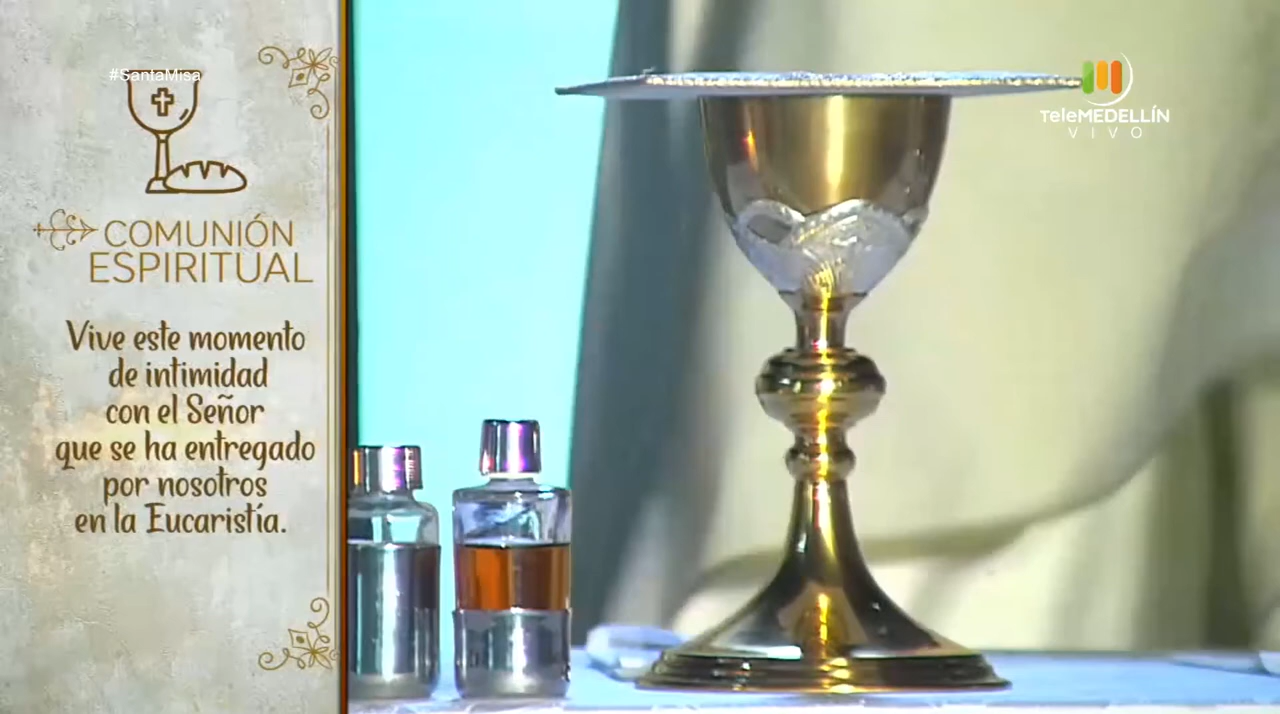 #SantaMisa
COMUNIÓN
ESPIRITUAL
Vive este momento
de intimidad
con el Señor
que se ha entregado
por nosotros
en la Eucaristía.
TeleMEDELLÍN
VIVO